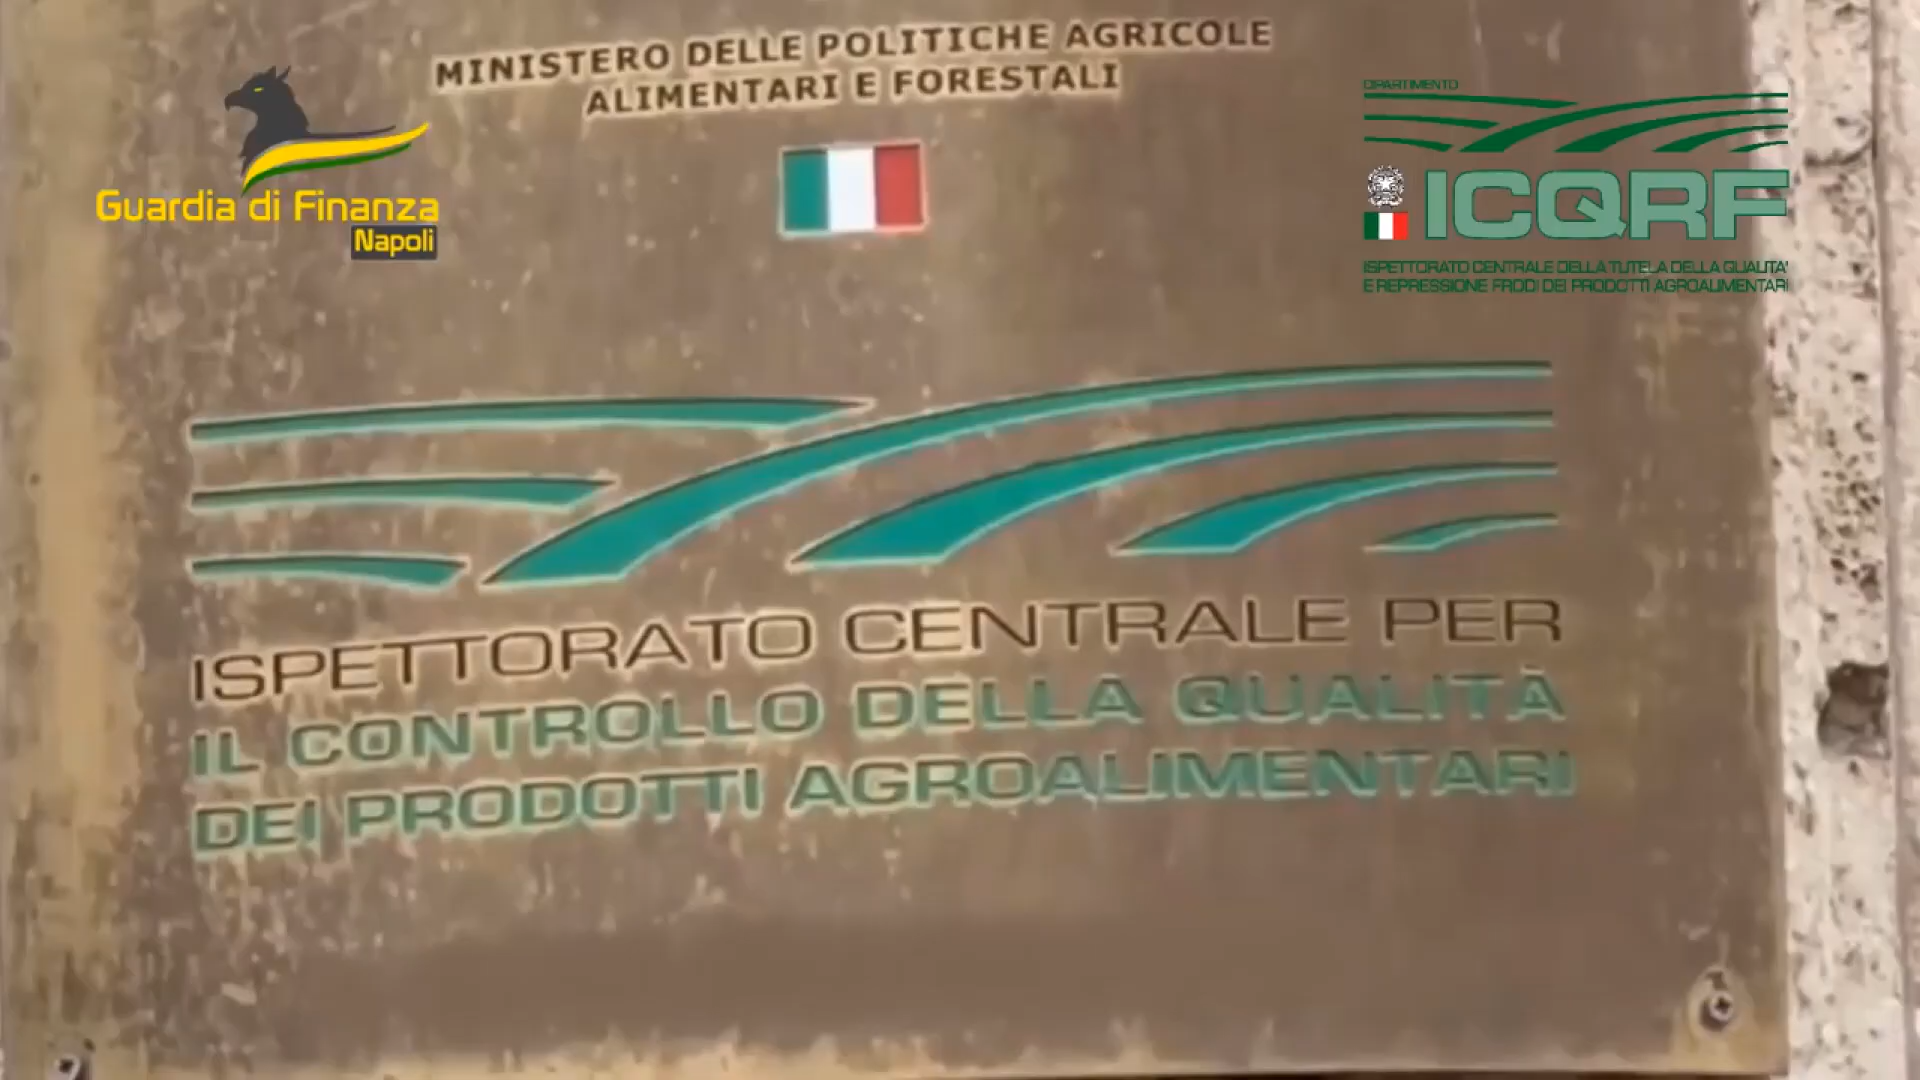 MINISTERO DELLE POLITICHE AGRICOLE
ALIMENTARI E FORESTALI
Guardia di Finanza
Napoli
DIPARTIMENTO
ICQRF
ISPETTORATO CENTRALE DELLA TUTELA DELLA QUALITA'
E REPRESSIONE FRODI DEI PRODOTTI AGROALIMENTARI
ISPETTORATO CENTRALE PER
IL CONTROLLO DELLA QUALITÀ
DEI PRODOTTI AGROALIMENTARI